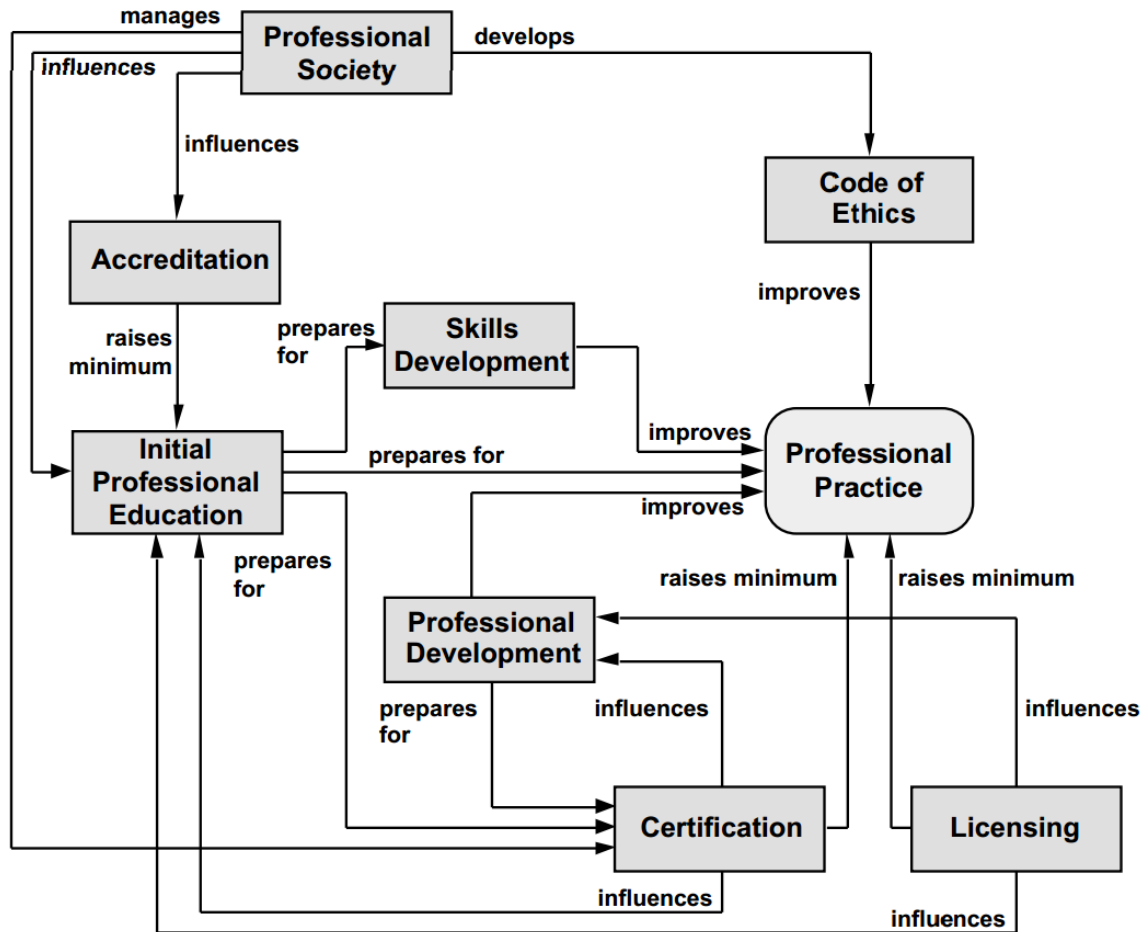 manages
Professional
Society
develops
influences
influences
Code of
Ethics
Accreditation
improves
raises
minimum
prepares
for
Skills
Development
Initial
Professional
Education
prepares for
improves
Professional
Practice
improves
prepares
for
raises minimum
raises minimum
Professional
Development
prepares
for
influences
influences
Certification
Licensing
influences
influences